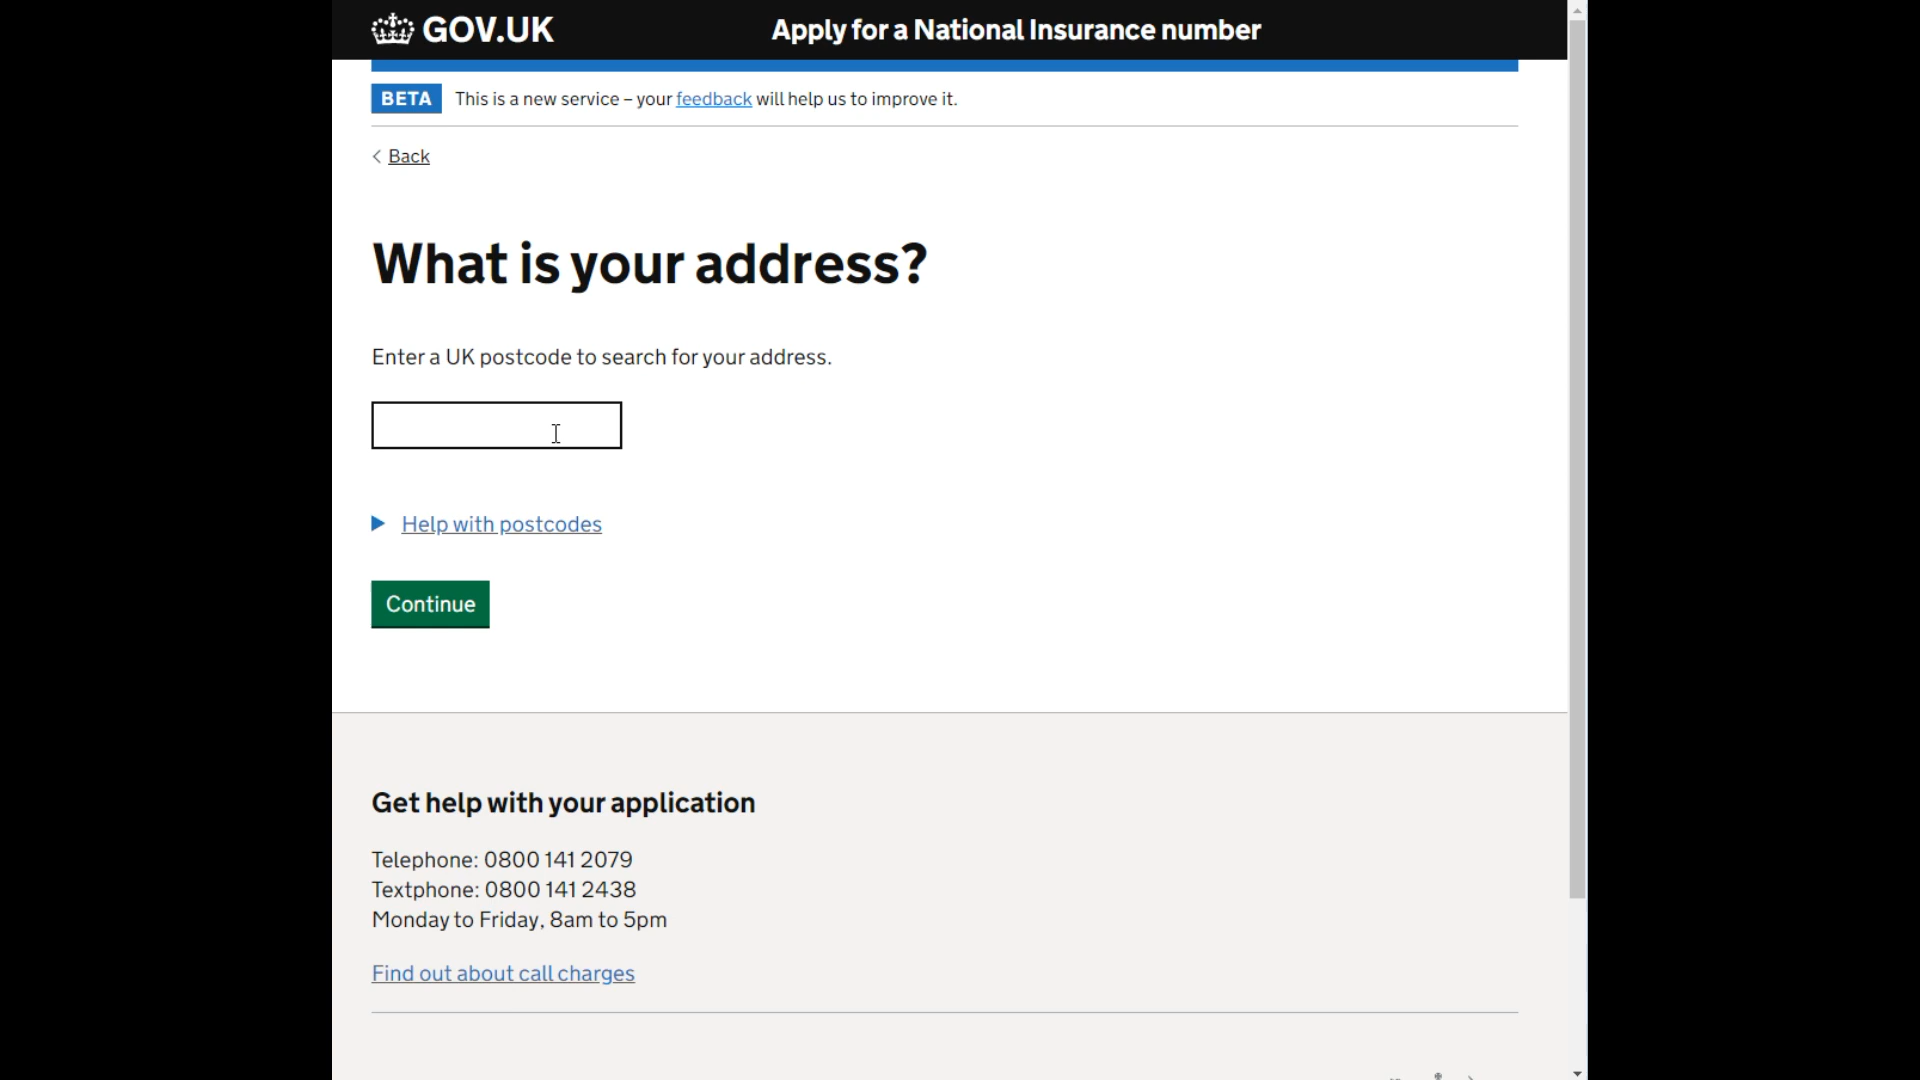 GOV.UK
Apply for a National Insurance number
BETA This is a new service – your feedback will help us to improve it.
Back
What is your address?
Enter a UK postcode to search for your address.
Help with postcodes
Continue
Get help with your application
Telephone: 0800 141 2079
Textphone: 0800 141 2438
Monday to Friday, 8am to 5pm
Find out about call charges